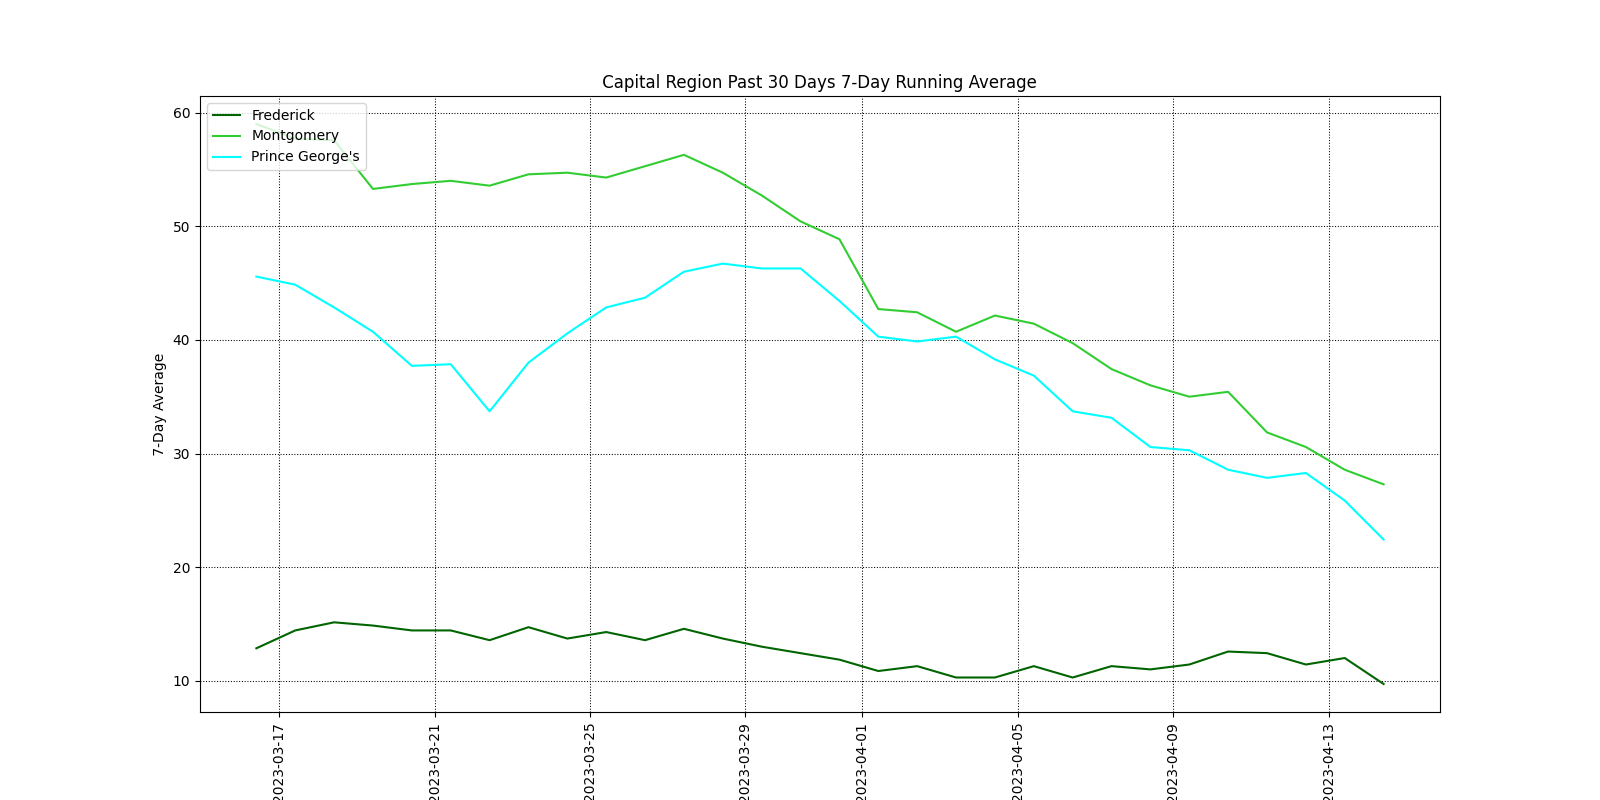 Capital Region Past 30 Days 7-Day Running Average
Frederick
Montgomery
Prince George's
7-Day Average
60
50
40
30
20
10
2023-03-17
2023-03-21
2023-03-25
2023-03-29
2023-04-01
2023-04-05
2023-04-09
2023-04-13